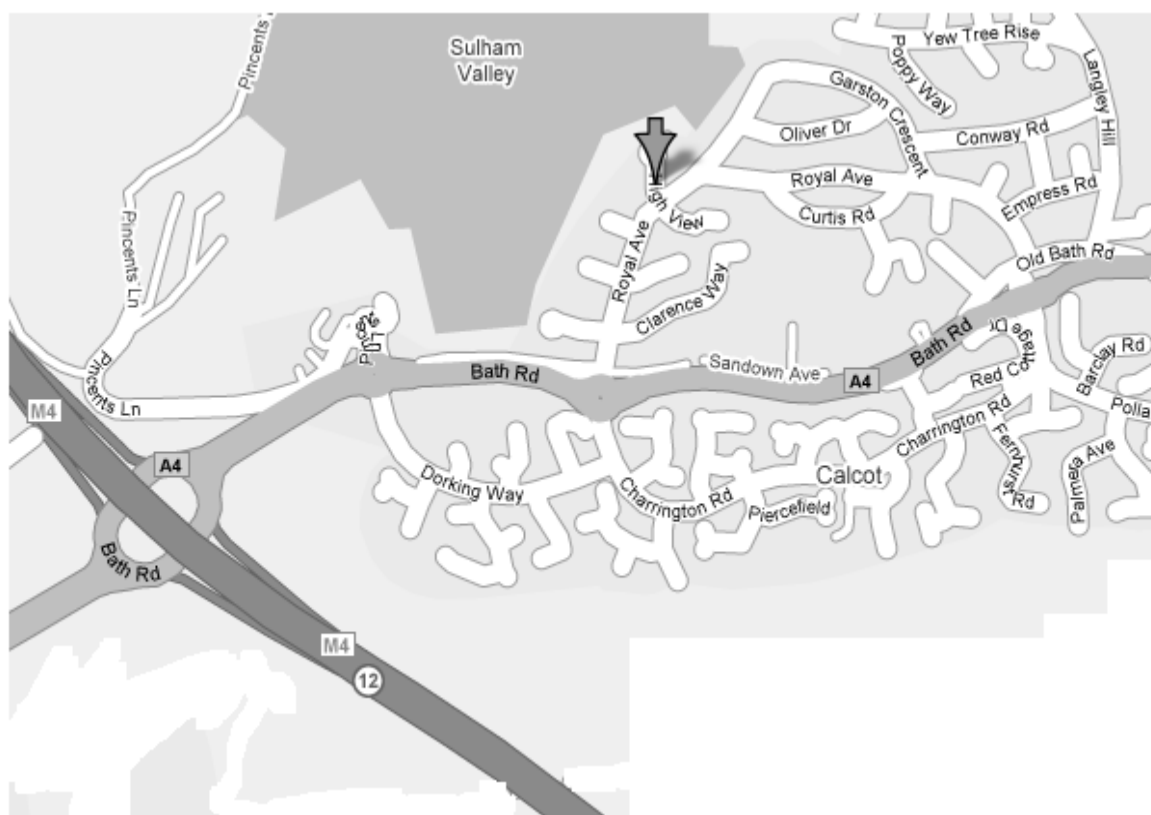 Pincents
Sulham
Valley
Yew Tree Rise
Poppy Way
Langley Hill
Garston Crescent
Oliver Dr
Conway Rd
Pincents Ln
Royal Ave
Empress Rd
High View
Curtis Rd
Royal Ave
Old Bath Rd
Clarence Way
Pincents Ln
Bath Rd
Sandown Ave
A4
Bath Rd
Barclay Rd
Red Cottage Dr
M4
Polla
Charrington Rd
Fernhurst Rd
Palmera Ave
A4
Dorking Way
Calcot
Charrington Rd
Piercefield
Bath Rd
M4
12